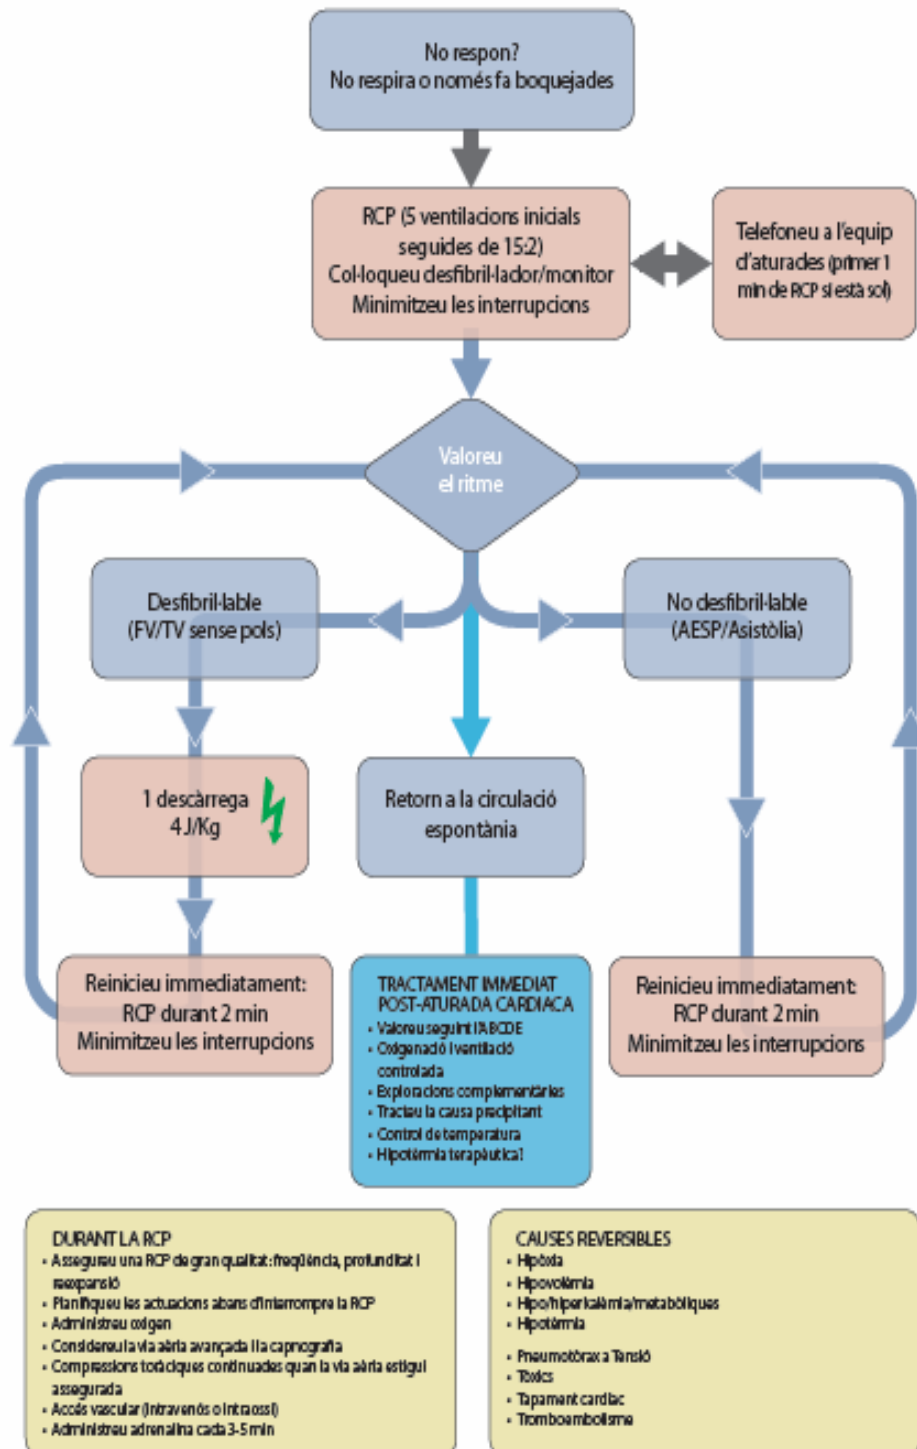 No respon?
No respira o només fa boquejades
RCP (5 ventilacions inicials
seguides de 15:2)
Col·loqueu desfibril·lador/monitor
Minimitzeu les interrupcions
Telefoneu a l'equip
d'aturades (primer 1
min de RCP si està sol)
Valoreu
el ritme
Desfibril·lable
(FV/TV sense pols)
No desfibril·lable
(AESP/Asistòlia)
1 descàrrega
4 J/Kg
Retorn a la circulació
espontània
Reinicieu immediatament:
RCP durant 2 min
Minimitzeu les interrupcions
TRACTAMENT IMMEDIAT
POST-ATURADA CARDIACA
• Valoreu seguint l'ABCDE
• Oxigenació i ventilació
controlada
• Exploracions complementàries
• Tracteu la causa precipitant
• Control de temperatura
• Hipotèrmia terapèutica?
Reinicieu immediatament:
RCP durant 2 min
Minimitzeu les interrupcions
DURANT LA RCP
• Assegureu una RCP de gran qualitat: freqüència, profunditat i
reexpansió
• Planifiqueu les actuacions abans d'interrompre la RCP
• Administreu oxigen
• Considereu la via aèria avançada i la capnografia
• Compressions toràciques continuades quan la via aèria estigui
assegurada
• Accés vascular (intravenós o intraossi)
• Administreu adrenalina cada 3-5 min
CAUSES REVERSIBLES
• Hipòxia
• Hipovolèmia
• Hipo/hiperkalèmia/metabòliques
• Hipotèrmia
• Pneumotòrax a Tensió
• Tòxics
• Tapament cardíac
• Tromboembolisme